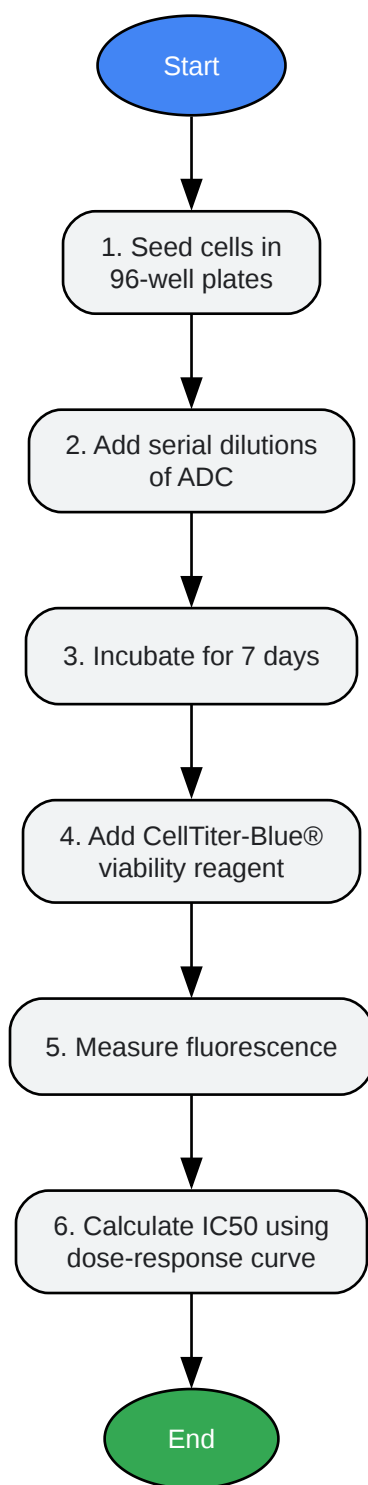 Start
1. Seed cells in
96-well plates
2. Add serial dilutions
of ADC
3. Incubate for 7 days
4. Add CellTiter-Blue®
viability reagent
5. Measure fluorescence
6. Calculate IC50 using
dose-response curve
End